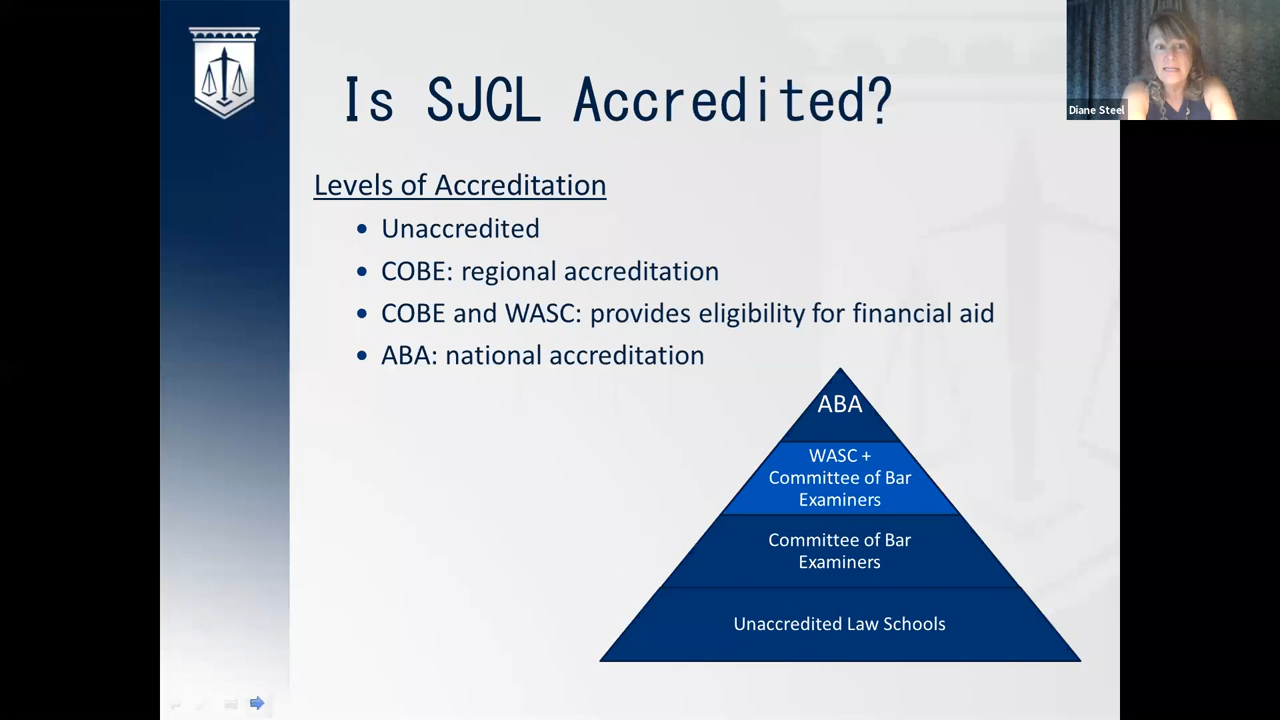 Is SJCL Accredited?
Diane Steel
Levels of Accreditation
• Unaccredited
• COBE: regional accreditation
• COBE and WASC: provides eligibility for financial aid
• ABA: national accreditation
ABA
WASC +
Committee of Bar
Examiners
Committee of Bar
Examiners
Unaccredited Law Schools